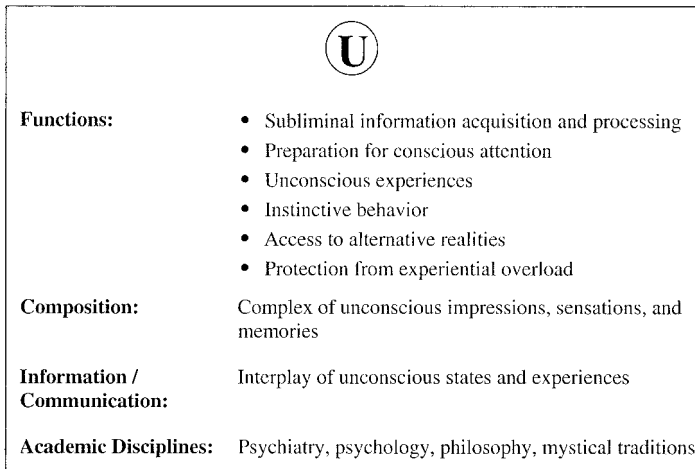 U
Functions: • Subliminal information acquisition and processing
• Preparation for conscious attention
• Unconscious experiences
• Instinctive behavior
• Access to alternative realities
• Protection from experiential overload
Composition: Complex of unconscious impressions, sensations, and
memories
Information / Interplay of unconscious states and experiences
Communication:
Academic Disciplines: Psychiatry, psychology, philosophy, mystical traditions